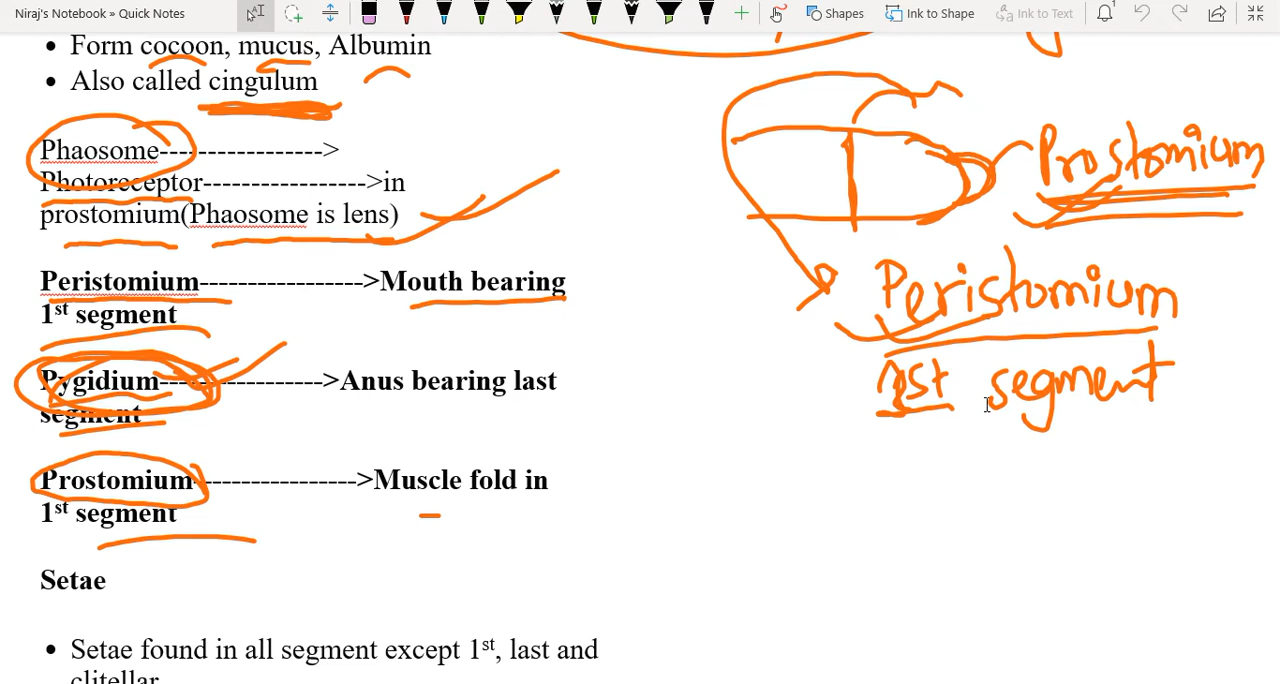 Niraj's Notebook » Quick Notes
Shapes
Ink to Shape
Ink to Text
• Form cocoon, mucus, Albumin
• Also called cingulum
Phaosome----------------->
Photoreceptor------------------>in
prostomium(Phaosome is lens)
Peristomium------------------>Mouth bearing
1st segment
Pygidium------------------>Anus bearing last
segment
Prostomium------------------>Muscle fold in
1st segment
Setae
• Setae found in all segment except 1st, last and
clitellar
Prostomium
Peristomium
1st segment